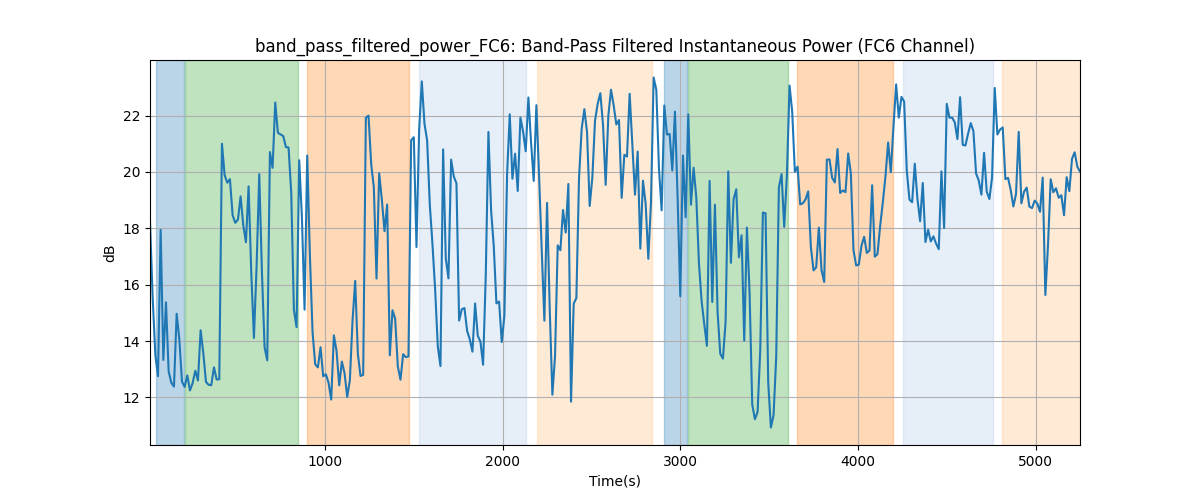 band_pass_filtered_power_FC6: Band-Pass Filtered Instantaneous Power (FC6 Channel)
22
20
18
16
14
12
dB
1000 2000 3000 4000 5000
Time(s)